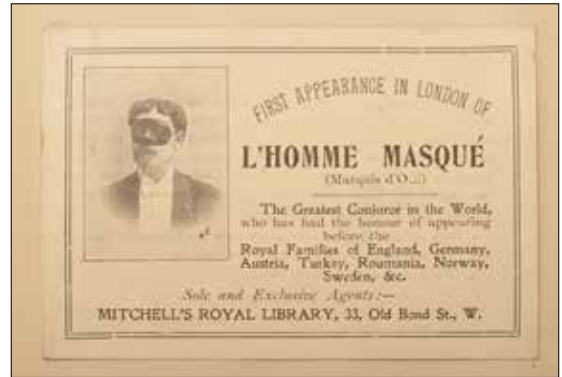 FIRST APPEARANCE IN LONDON OF
L'HOMME MASQUÉ
(Marquis d'O...)
The Greatest Conjuror in the World,
who has had the honour of appearing
before the
Royal Families of England, Germany,
Austria, Turkey, Roumania, Norway,
Sweden, &c.
Sole and Exclusive Agents:—
MITCHELL'S ROYAL LIBRARY, 33, Old Bond St., W.